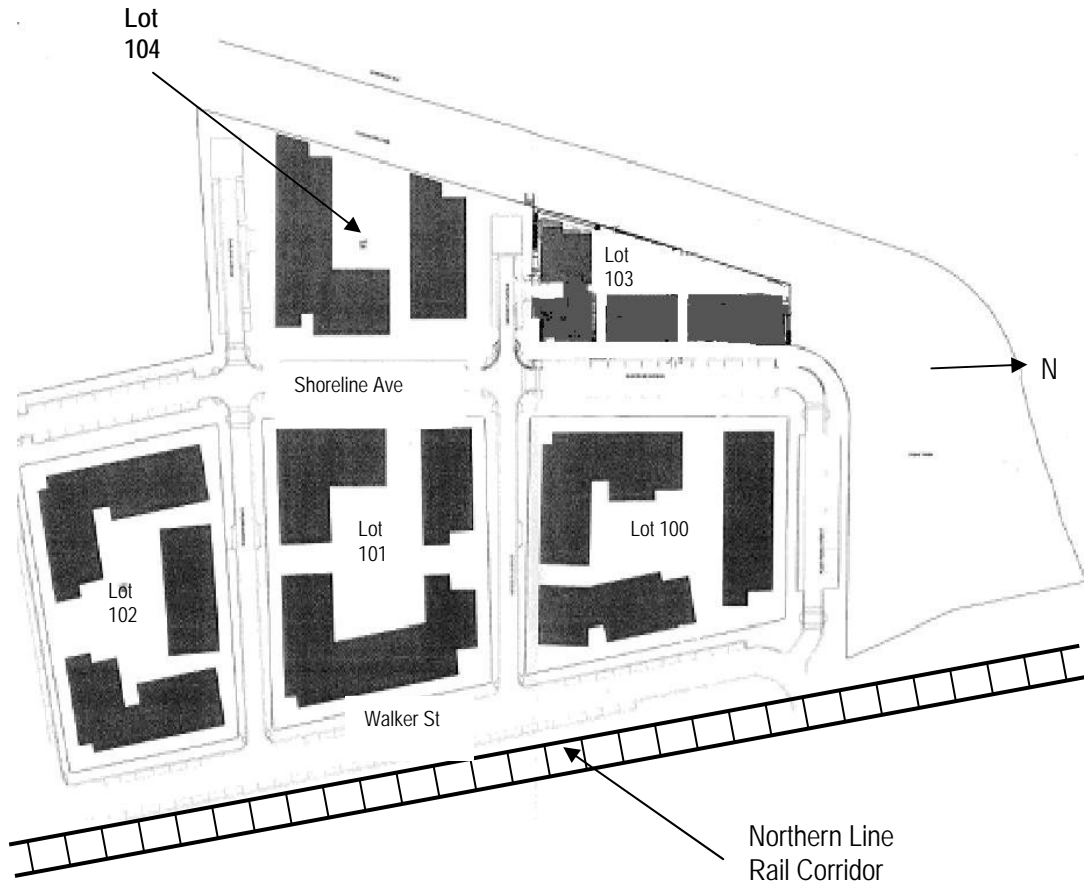 Lot
104
Lot
103
N
Shoreline Ave
Lot
101
Lot 100
Lot
102
Walker St
Northern Line
Rail Corridor